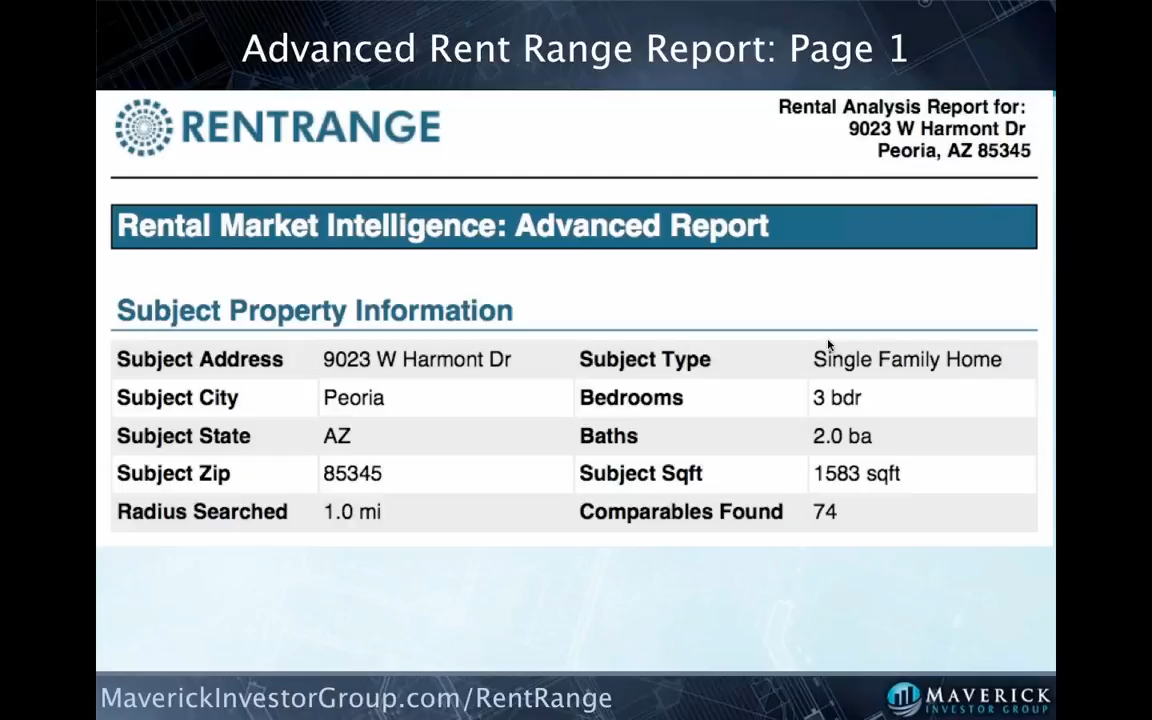 Advanced Rent Range Report: Page 1
RENTRANGE
Rental Analysis Report for:
9023 W Harmont Dr
Peoria, AZ 85345
Rental Market Intelligence: Advanced Report
Subject Property Information
Subject Address 9023 W Harmont Dr Subject Type Single Family Home
Subject City Peoria Bedrooms 3 bdr
Subject State AZ Baths 2.0 ba
Subject Zip 85345 Subject Sqft 1583 sqft
Radius Searched 1.0 mi Comparables Found 74
MaverickInvestorGroup.com/RentRange
MAVERICK
INVESTOR GROUP